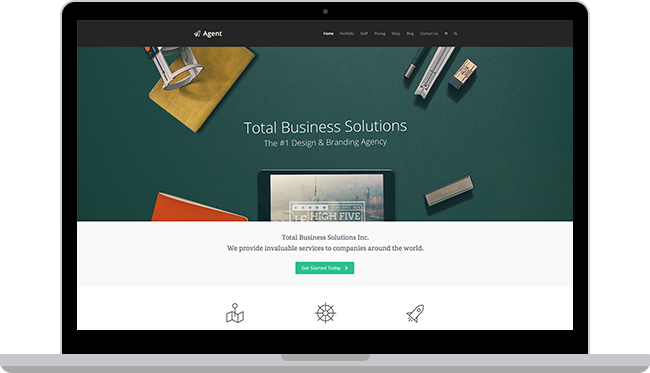 Agent
Home Portfolio Staff Pricing Shop Blog Contact Us
Total Business Solutions
The #1 Design & Branding Agency
HIGH FIVE
Total Business Solutions Inc.
We provide invaluable services to companies around the world.
Get Started Today